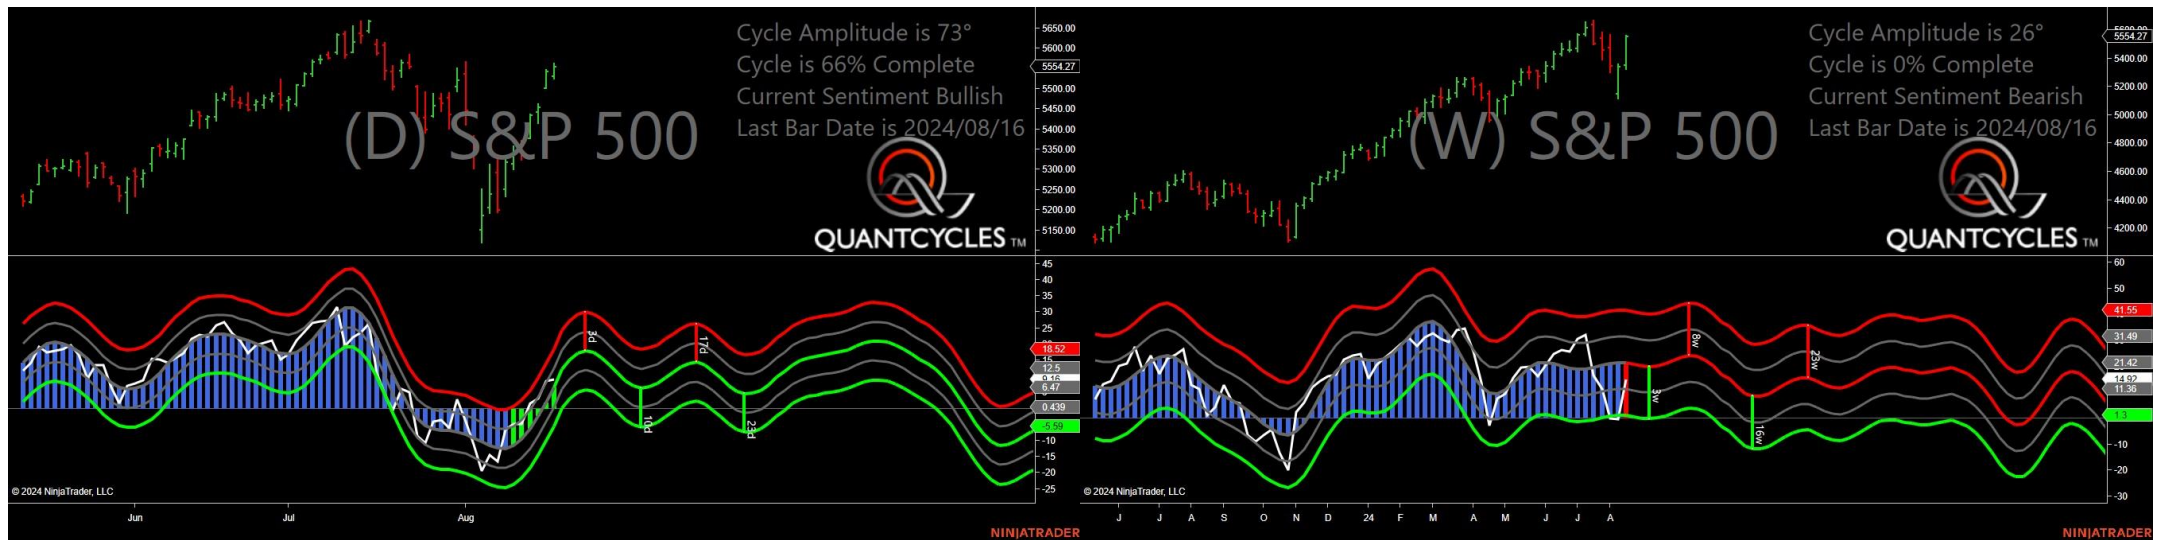 Cycle Amplitude is 73°
Cycle is 66% Complete
Current Sentiment Bullish
Last Bar Date is 2024/08/16
(D) S&P 500
QUANTCYCLES TM
5650.00
5600.00
5554.27
5500.00
5450.00
5400.00
5350.00
5300.00
5250.00
5200.00
5150.00
45
40
35
30
25
18.52
15
12.5
9.16
6.47
0.439
-5.59
-10
-15
-20
-25
3d
10d
17d
23d
© 2024 NinjaTrader, LLC
Jun Jul Aug
NINJATRADER
Cycle Amplitude is 26°
Cycle is 0% Complete
Current Sentiment Bearish
Last Bar Date is 2024/08/16
(W) S&P 500
QUANTCYCLES TM
5600.00
5554.27
5400.00
5200.00
5000.00
4800.00
4600.00
4400.00
4200.00
60
50
41.55
31.49
21.42
14.92
11.36
1.3
-10
-20
-30
3w
8w
16w
23w
© 2024 NinjaTrader, LLC
J J A S O N D 24 F M A M J J A
NINJATRADER